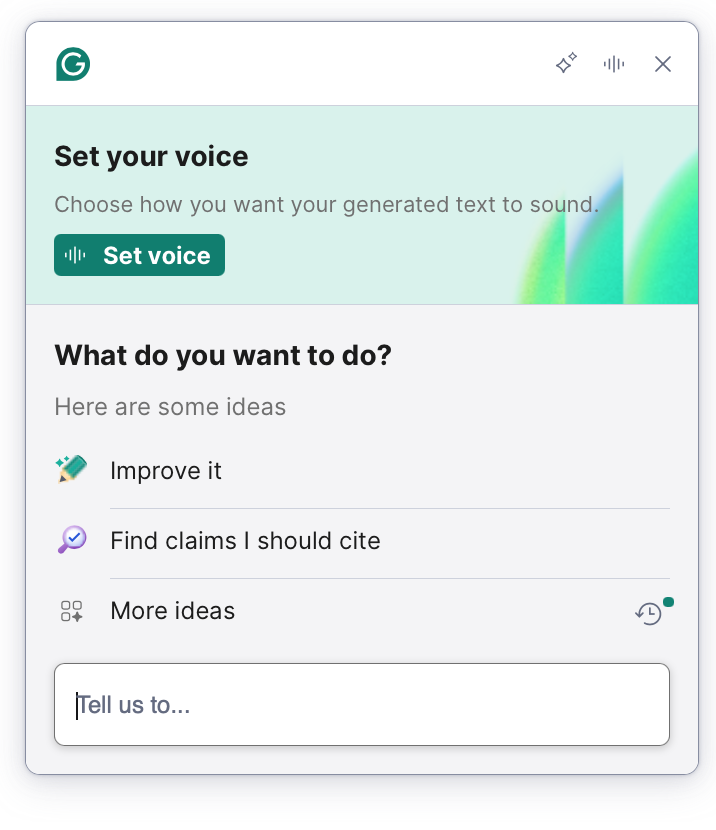 Set your voice
Choose how you want your generated text to sound.
Set voice
What do you want to do?
Here are some ideas
Improve it
Find claims I should cite
More ideas
Tell us to...